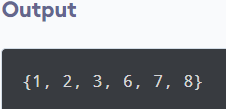 Output
{1, 2, 3, 6, 7, 8}